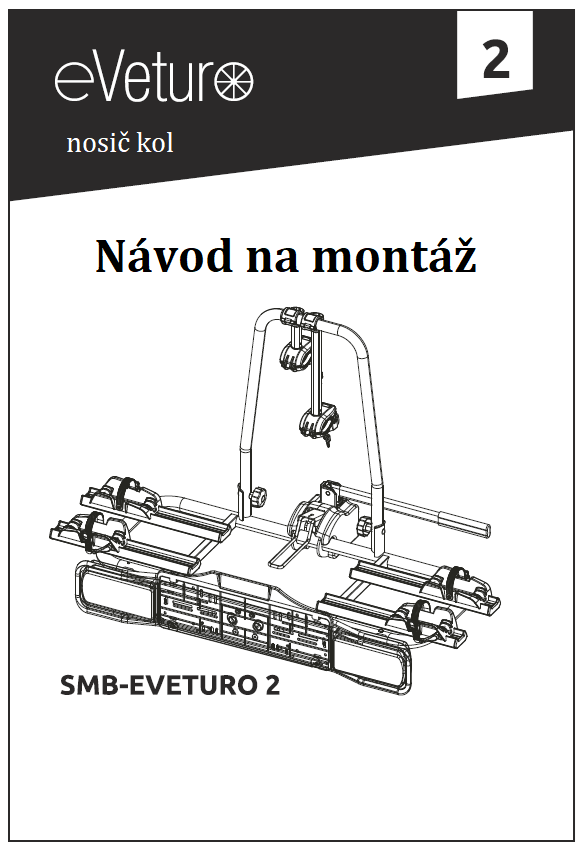 eVeturo
2
nosič kol
Návod na montáž
SMB-EVETURO 2